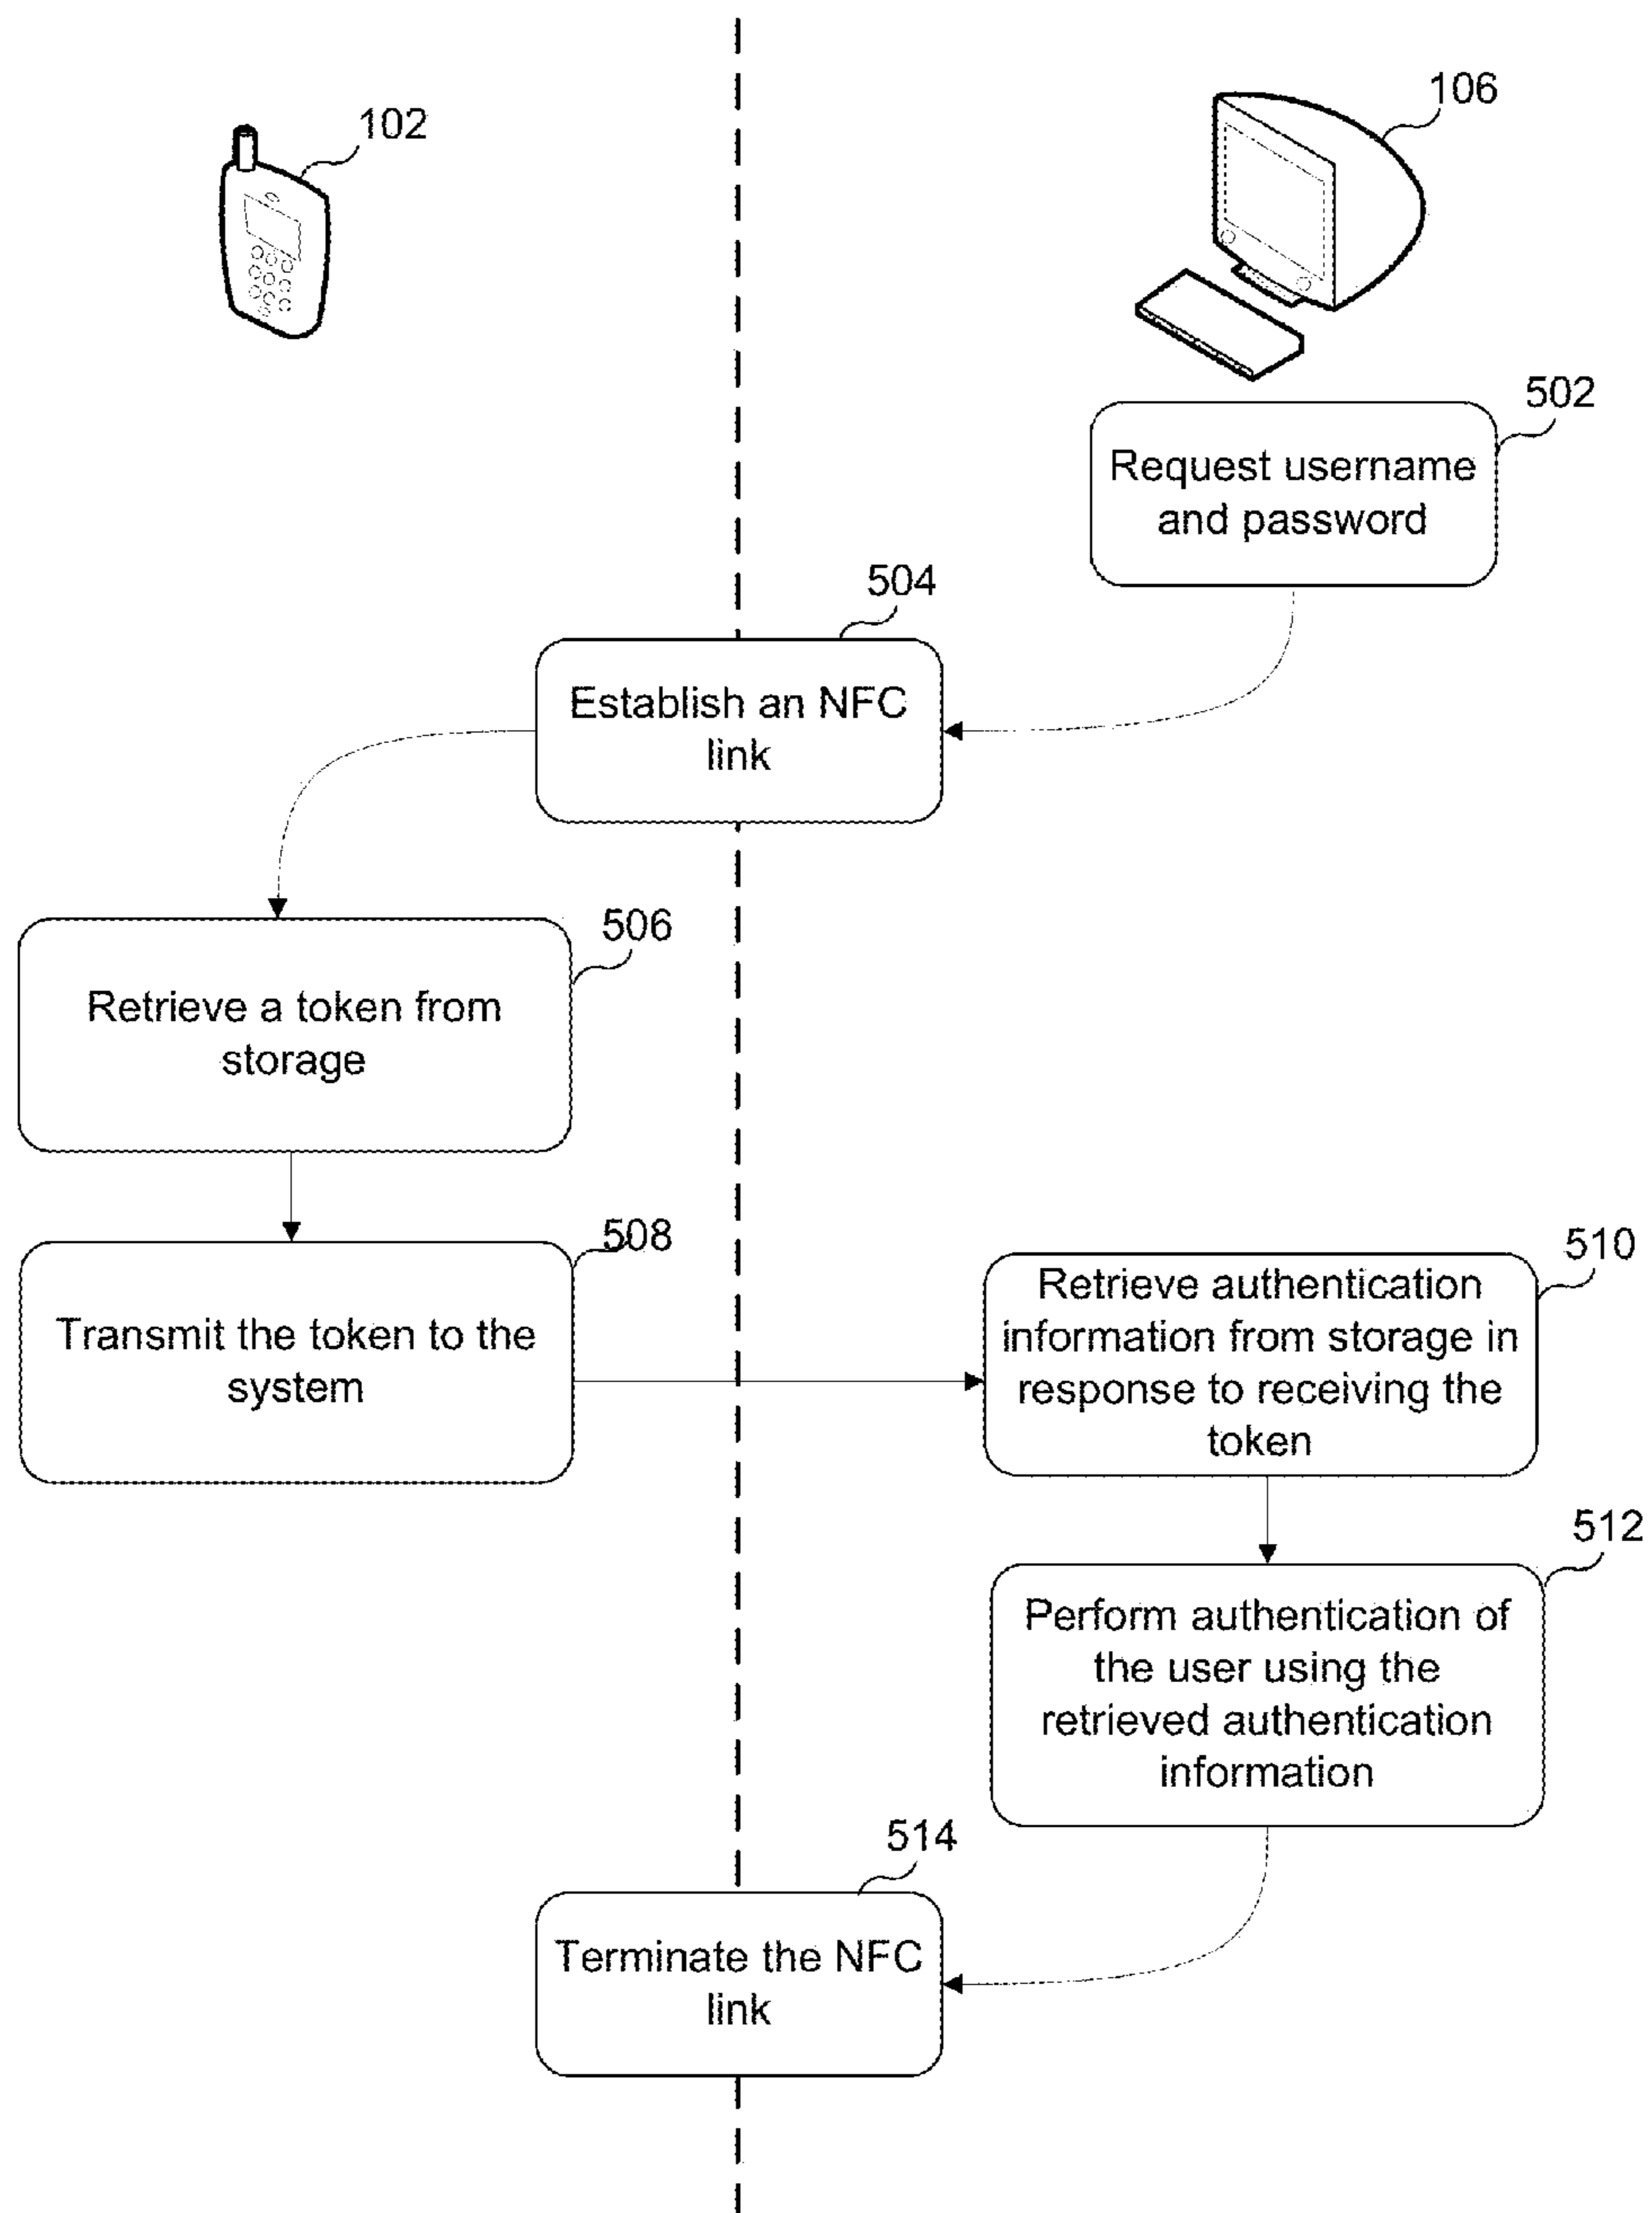 106
102
502
Request username
and password
504
Establish an NFC
link
506
Retrieve a token from
storage
508
Transmit the token to the
system
510
Retrieve authentication
information from storage in
response to receiving the
token
512
Perform authentication of
the user using the
retrieved authentication
information
514
Terminate the NFC
link